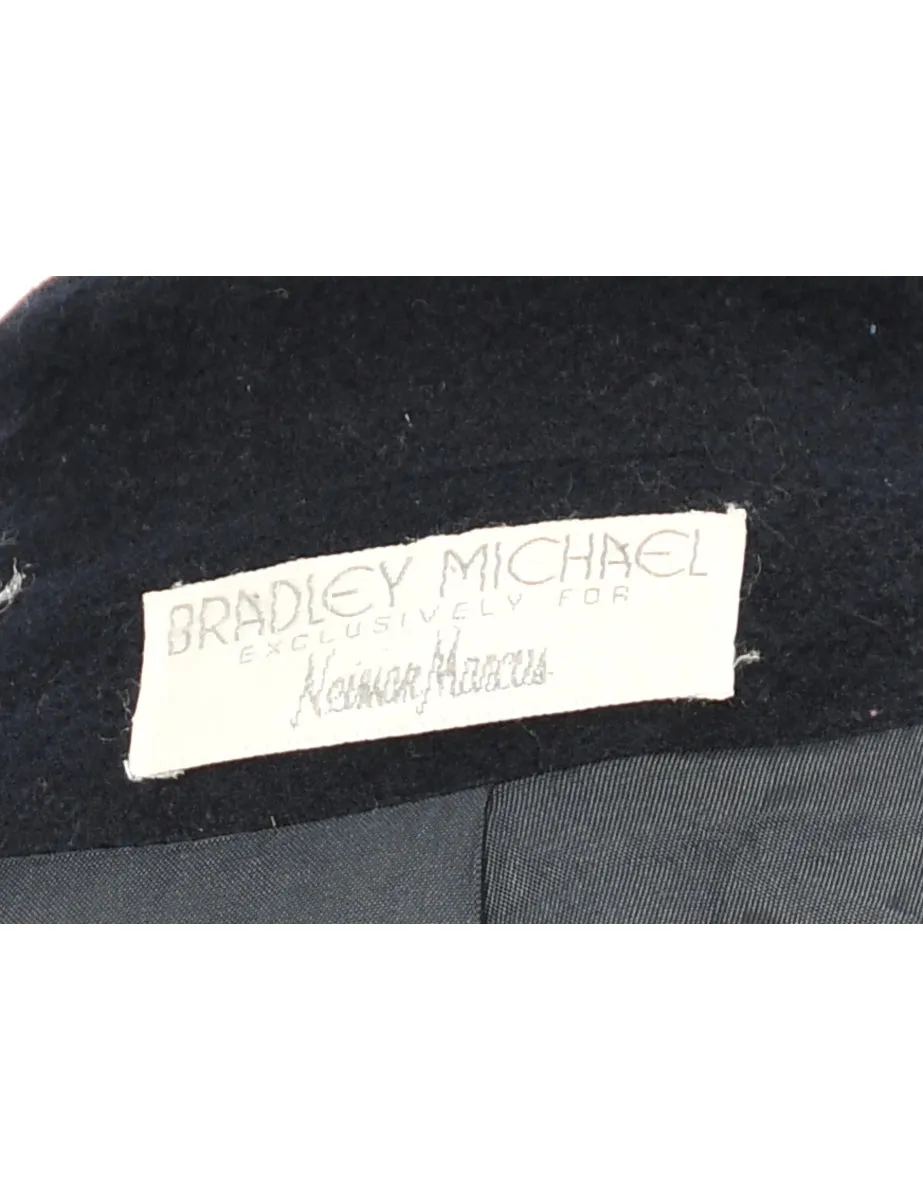 BRADLEY MICHAEL
EXCLUSIVELY FOR
Neiman Marcus